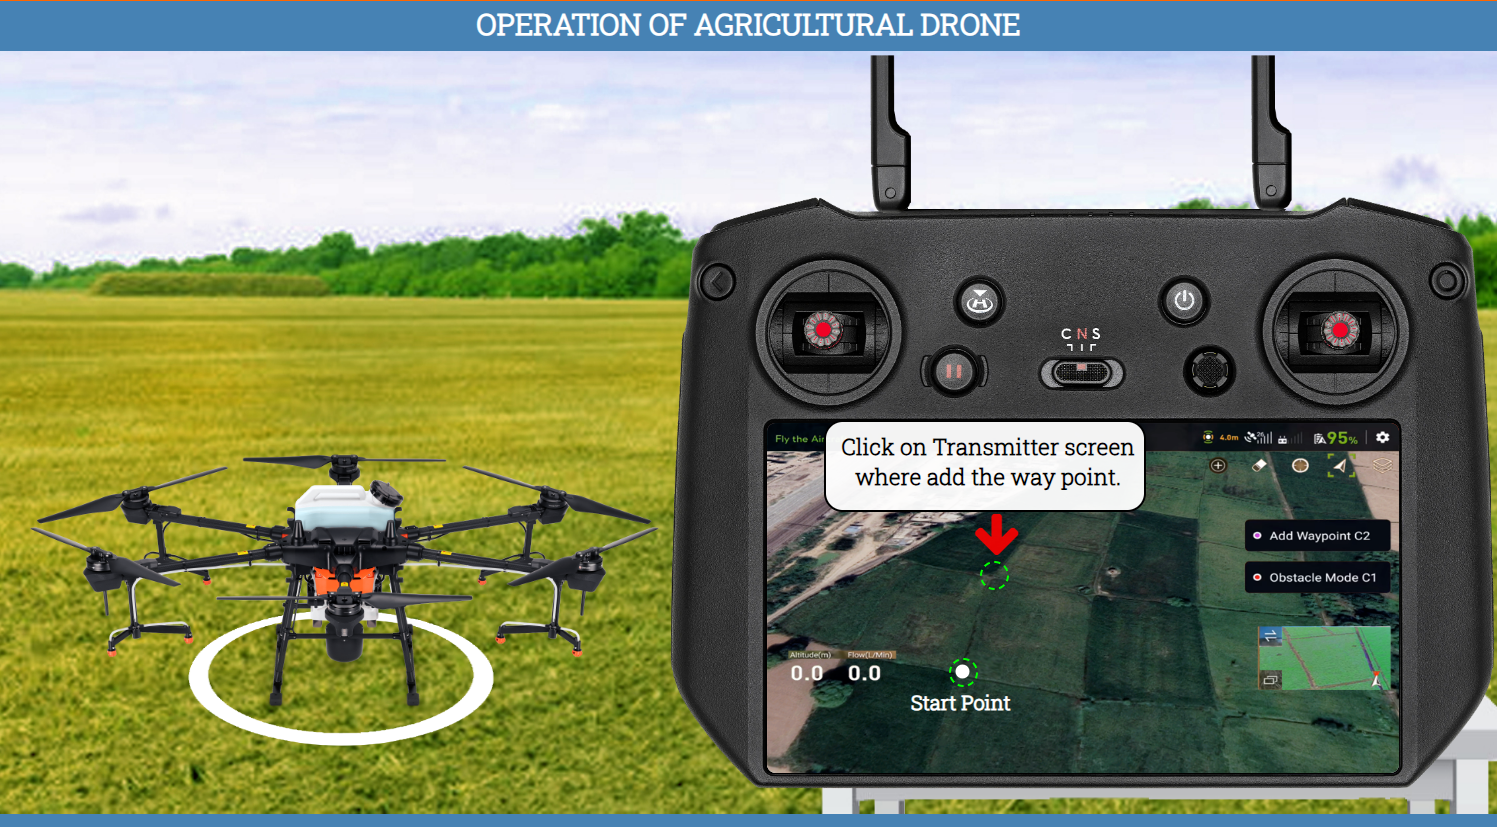 OPERATION OF AGRICULTURAL DRONE
C N S
Fly the Air
Click on Transmitter screen
where add the way point.
4.0m
26
95%
Add Waypoint C2
Obstacle Mode C1
Altitude(m) Flow(L/Min)
0.0 0.0
Start Point